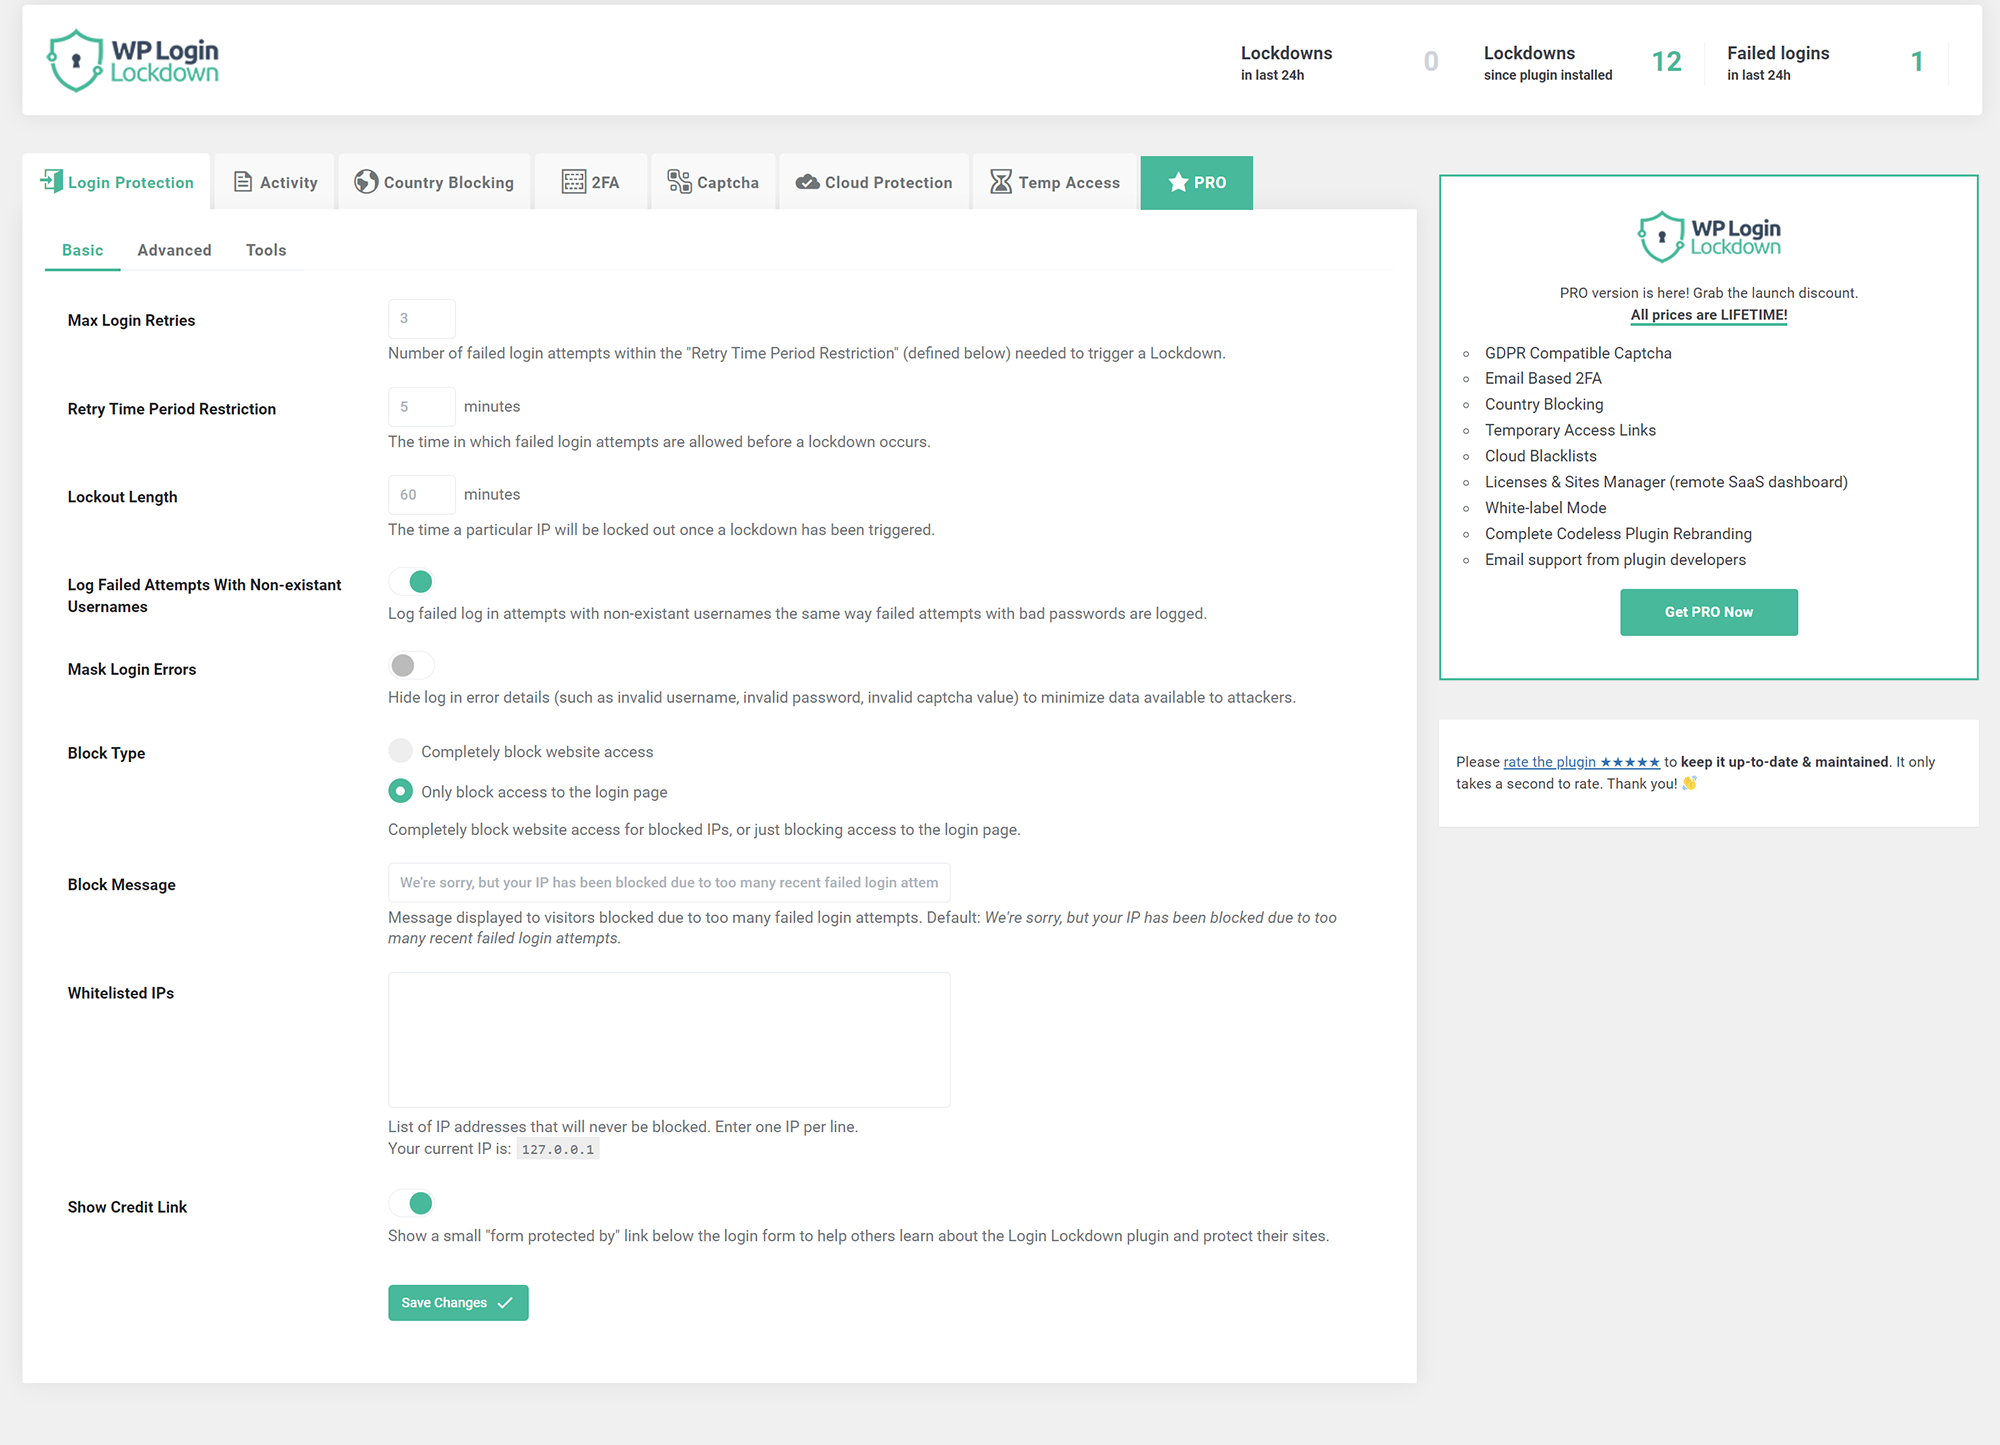 WP Login
Lockdown
Lockdowns
in last 24h
0
Lockdowns
since plugin installed
12
Failed logins
in last 24h
1
Login Protection
Activity
Country Blocking
2FA
Captcha
Cloud Protection
Temp Access
PRO
Basic
Advanced
Tools
Max Login Retries
3
Number of failed login attempts within the "Retry Time Period Restriction" (defined below) needed to trigger a Lockdown.
Retry Time Period Restriction
5 minutes
The time in which failed login attempts are allowed before a lockdown occurs.
Lockout Length
60 minutes
The time a particular IP will be locked out once a lockdown has been triggered.
Log Failed Attempts With Non-existant
Usernames
Log failed log in attempts with non-existant usernames the same way failed attempts with bad passwords are logged.
Mask Login Errors
Hide log in error details (such as invalid username, invalid password, invalid captcha value) to minimize data available to attackers.
Block Type
Completely block website access
Only block access to the login page
Completely block website access for blocked IPs, or just blocking access to the login page.
Block Message
We're sorry, but your IP has been blocked due to too many recent failed login attem
Message displayed to visitors blocked due to too many failed login attempts. Default: We're sorry, but your IP has been blocked due to too
many recent failed login attempts.
Whitelisted IPs
List of IP addresses that will never be blocked. Enter one IP per line.
Your current IP is: 127.0.0.1
Show Credit Link
Show a small "form protected by" link below the login form to help others learn about the Login Lockdown plugin and protect their sites.
Save Changes
WP Login
Lockdown
PRO version is here! Grab the launch discount.
All prices are LIFETIME!
GDPR Compatible Captcha
Email Based 2FA
Country Blocking
Temporary Access Links
Cloud Blacklists
Licenses & Sites Manager (remote SaaS dashboard)
White-label Mode
Complete Codeless Plugin Rebranding
Email support from plugin developers
Get PRO Now
Please rate the plugin ★★★★★ to keep it up-to-date & maintained. It only
takes a second to rate. Thank you! 👋